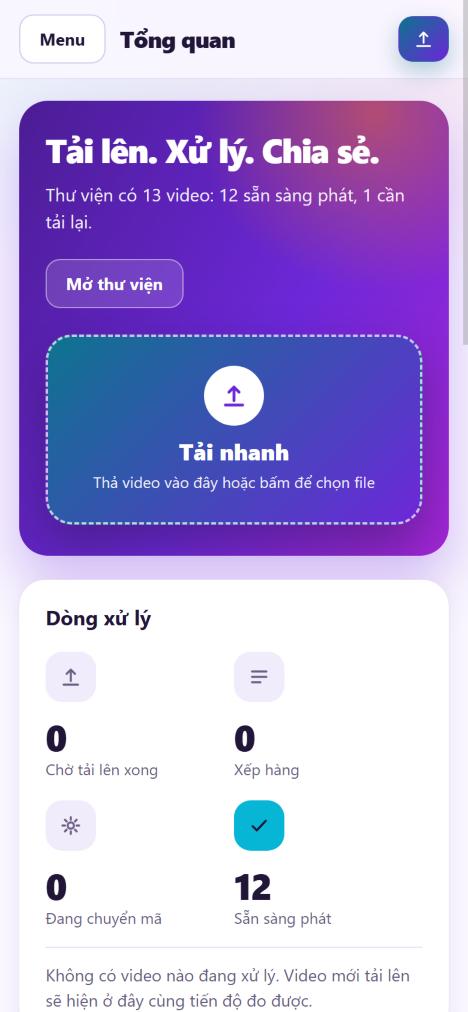 Menu
Tổng quan
Tải lên. Xử lý. Chia sẻ.
Thư viện có 13 video: 12 sẵn sàng phát, 1 cần
tải lại.
Mở thư viện
Tải nhanh
Thả video vào đây hoặc bấm để chọn file
Dòng xử lý
0
Chờ tải lên xong
0
Xếp hàng
0
Đang chuyển mã
12
Sẵn sàng phát
Không có video nào đang xử lý. Video mới tải lên
sẽ hiện ở đây cùng tiến độ đo được.